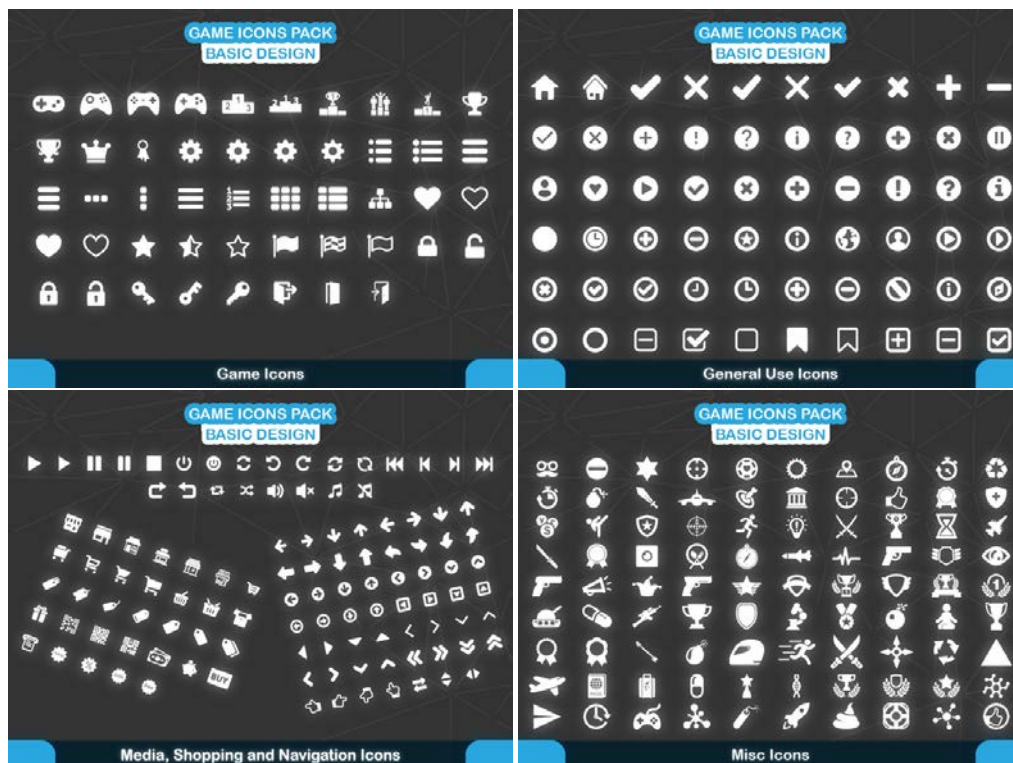 GAME ICONS PACK
BASIC DESIGN
Game Icons
GAME ICONS PACK
BASIC DESIGN
General Use Icons
GAME ICONS PACK
BASIC DESIGN
BUY
Media, Shopping and Navigation Icons
GAME ICONS PACK
BASIC DESIGN
Misc Icons